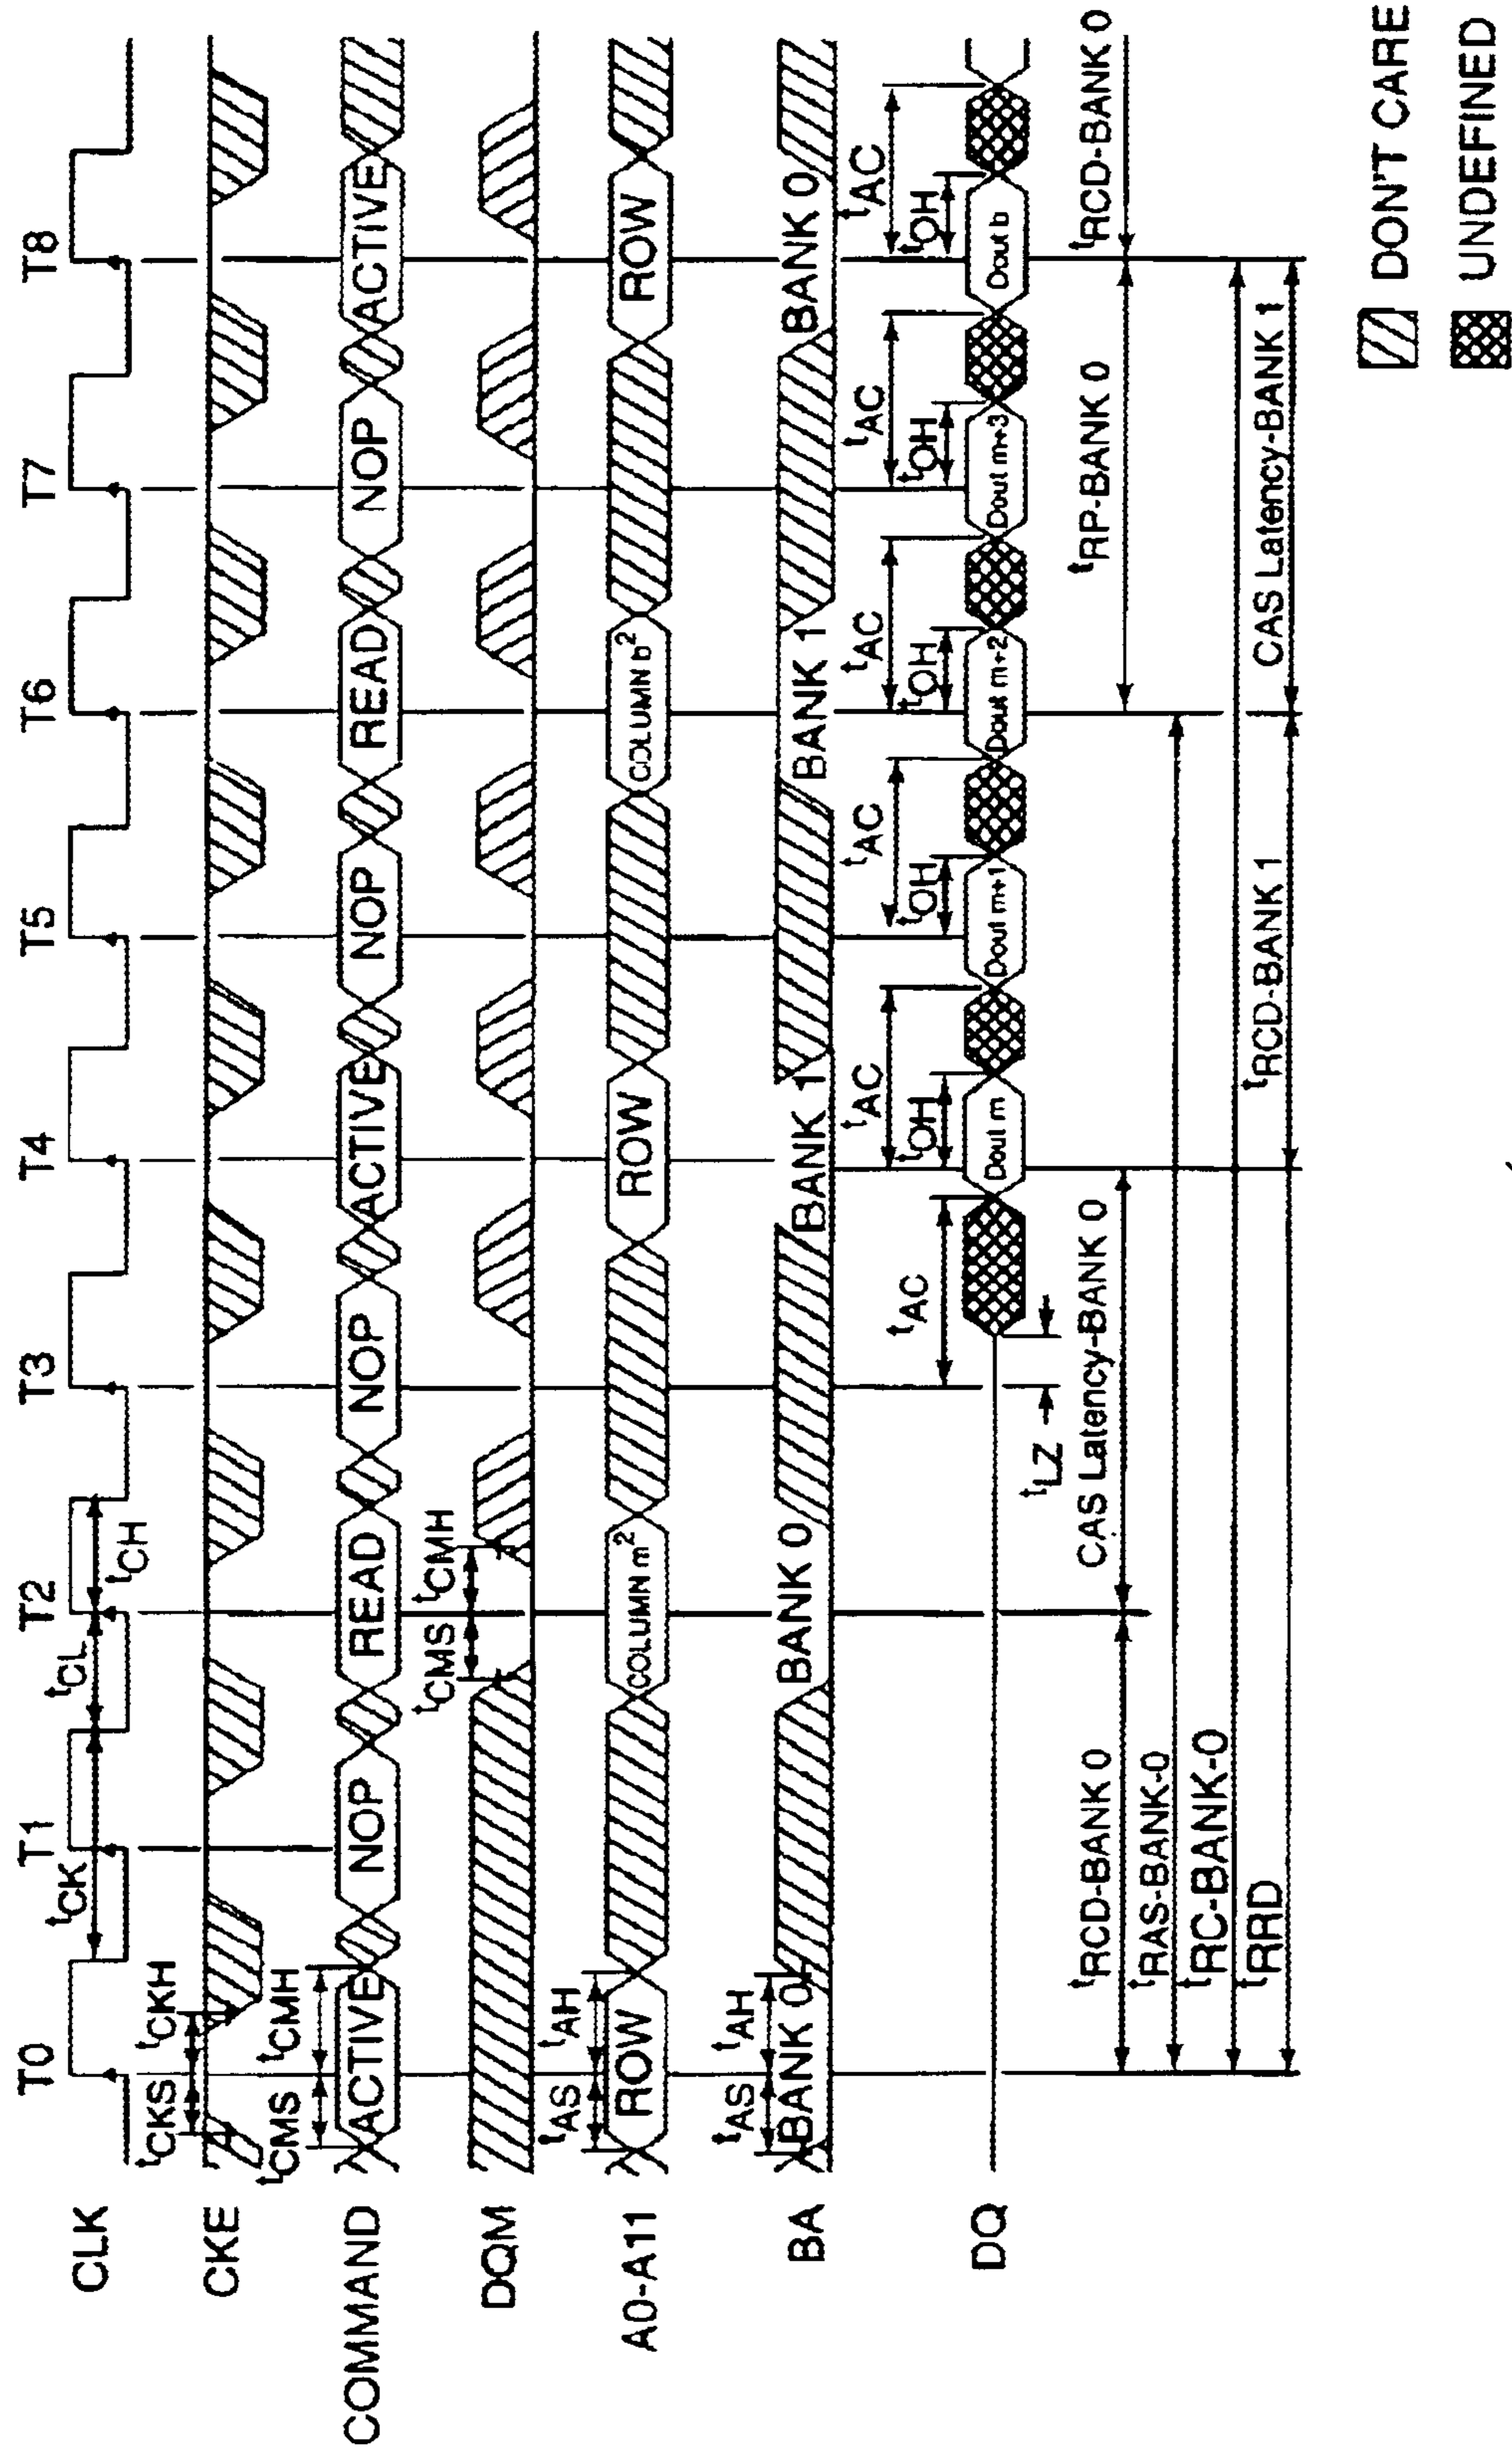 T0 T1 T2 T3 T4 T5 T6 T7 T8
CLK
tCK tCL tCH
CKE
tCKS tCKH
tCMS tCMH
COMMAND
ACTIVE NOP READ NOP ACTIVE NOP READ NOP ACTIVE
tCMS tCMH
DQM
tAS tAH
A0-A11
ROW COLUMN m2 ROW COLUMN b2 ROW
tAS tAH
BA
BANK 0 BANK 0 BANK 1 BANK 1 BANK 0
tAC tAC tAC tAC tAC tAC
tOH tOH tOH tOH tOH
DQ
Dout m Dout m+1 Dout m+2 Dout m+3 Dout b
tLZ
tRCD-BANK 0 CAS Latency-BANK 0 tRP-BANK 0 tRCD-BANK 0
tRAS-BANK-0
tRC-BANK-0
tRRD tRCD-BANK 1 CAS Latency-BANK 1
DON'T CARE
UNDEFINED